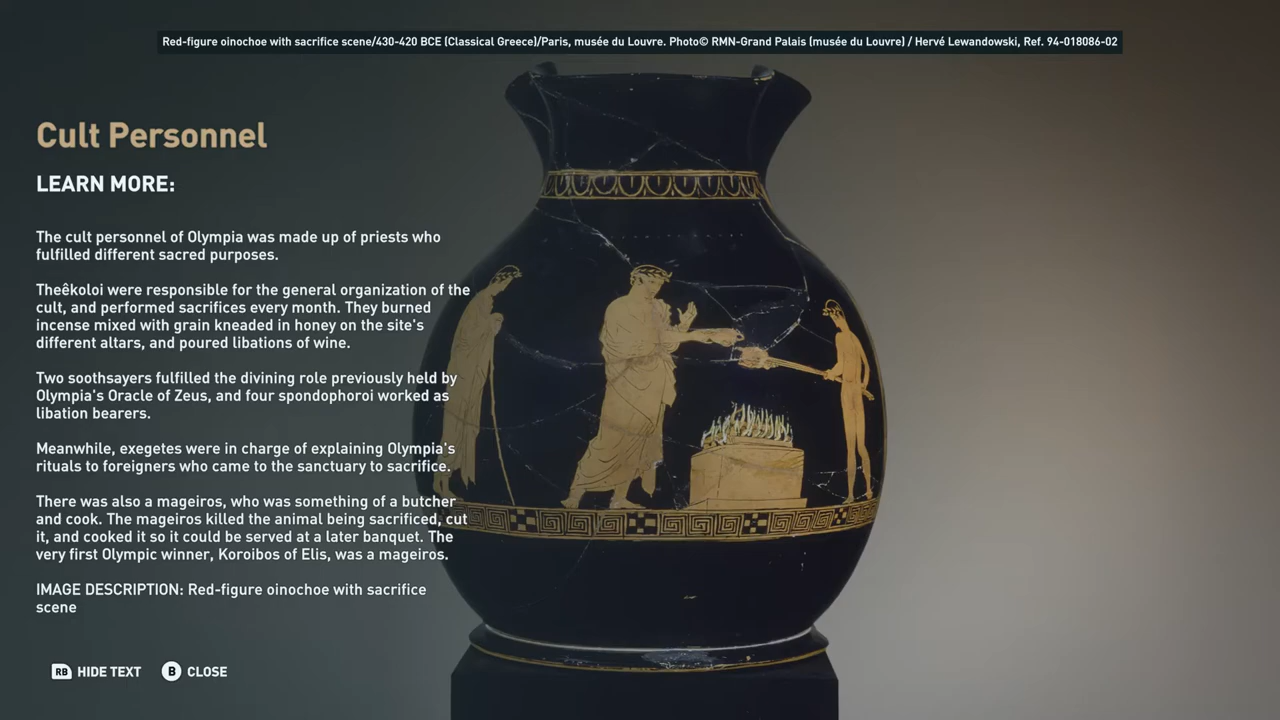 Red-figure oinochoe with sacrifice scene/430-420 BCE (Classical Greece)/Paris, musée du Louvre. Photo© RMN-Grand Palais (musée du Louvre) / Hervé Lewandowski, Ref. 94-018086-02
Cult Personnel
LEARN MORE:
The cult personnel of Olympia was made up of priests who
fulfilled different sacred purposes.
Theêkoloi were responsible for the general organization of the
cult, and performed sacrifices every month. They burned
incense mixed with grain kneaded in honey on the site's
different altars, and poured libations of wine.
Two soothsayers fulfilled the divining role previously held by
Olympia's Oracle of Zeus, and four spondophoroi worked as
libation bearers.
Meanwhile, exegetes were in charge of explaining Olympia's
rituals to foreigners who came to the sanctuary to sacrifice.
There was also a mageiros, who was something of a butcher
and cook. The mageiros killed the animal being sacrificed, cut
it, and cooked it so it could be served at a later banquet. The
very first Olympic winner, Koroibos of Elis, was a mageiros.
IMAGE DESCRIPTION: Red-figure oinochoe with sacrifice
scene
RB HIDE TEXT B CLOSE